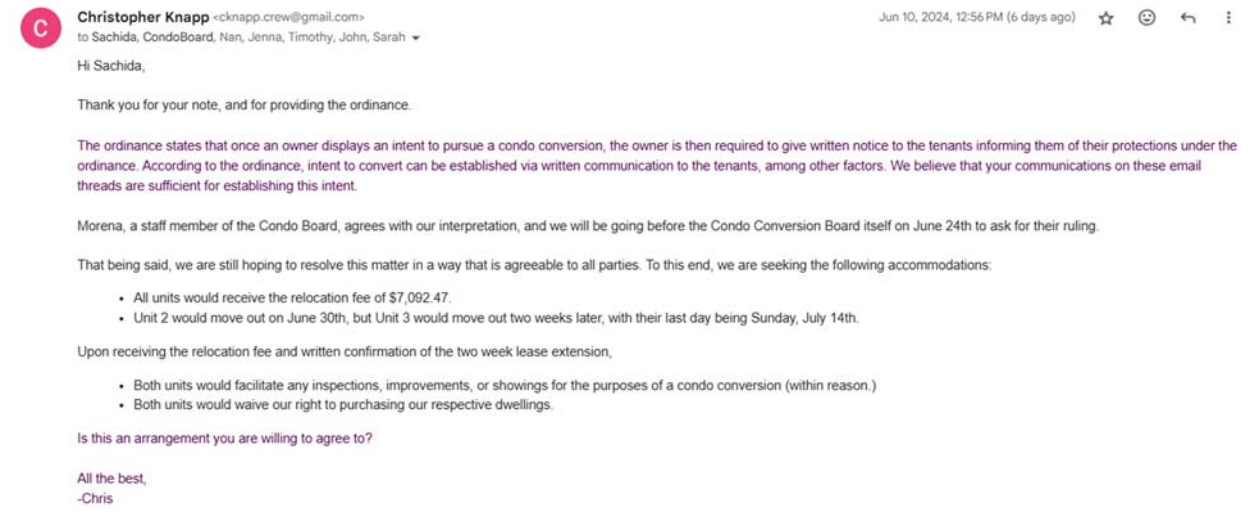 C
Christopher Knapp <cknapp.crew@gmail.com>
Jun 10, 2024, 12:56 PM (6 days ago)
to Sachida, CondoBoard, Nan, Jenna, Timothy, John, Sarah
Hi Sachida,
Thank you for your note, and for providing the ordinance.
The ordinance states that once an owner displays an intent to pursue a condo conversion, the owner is then required to give written notice to the tenants informing them of their protections under the
ordinance. According to the ordinance, intent to convert can be established via written communication to the tenants, among other factors. We believe that your communications on these email
threads are sufficient for establishing this intent.
Morena, a staff member of the Condo Board, agrees with our interpretation, and we will be going before the Condo Conversion Board itself on June 24th to ask for their ruling.
That being said, we are still hoping to resolve this matter in a way that is agreeable to all parties. To this end, we are seeking the following accommodations:
• All units would receive the relocation fee of $7,092.47.
• Unit 2 would move out on June 30th, but Unit 3 would move out two weeks later, with their last day being Sunday, July 14th.
Upon receiving the relocation fee and written confirmation of the two week lease extension,
• Both units would facilitate any inspections, improvements, or showings for the purposes of a condo conversion (within reason.)
• Both units would waive our right to purchasing our respective dwellings.
Is this an arrangement you are willing to agree to?
All the best,
-Chris